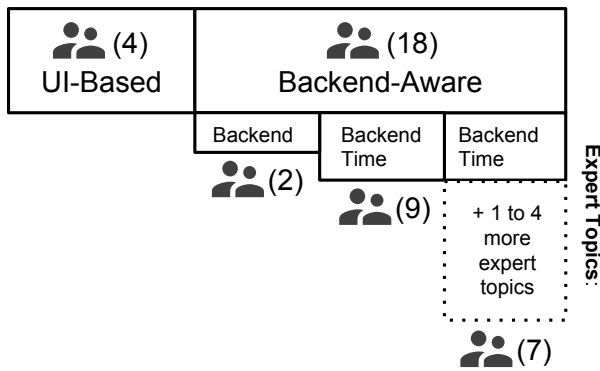 (4)
UI-Based
(18)
Backend-Aware
Backend
(2)
Backend
Time
(9)
Backend
Time
+ 1 to 4
more
expert
topics
(7)
Expert Topics: